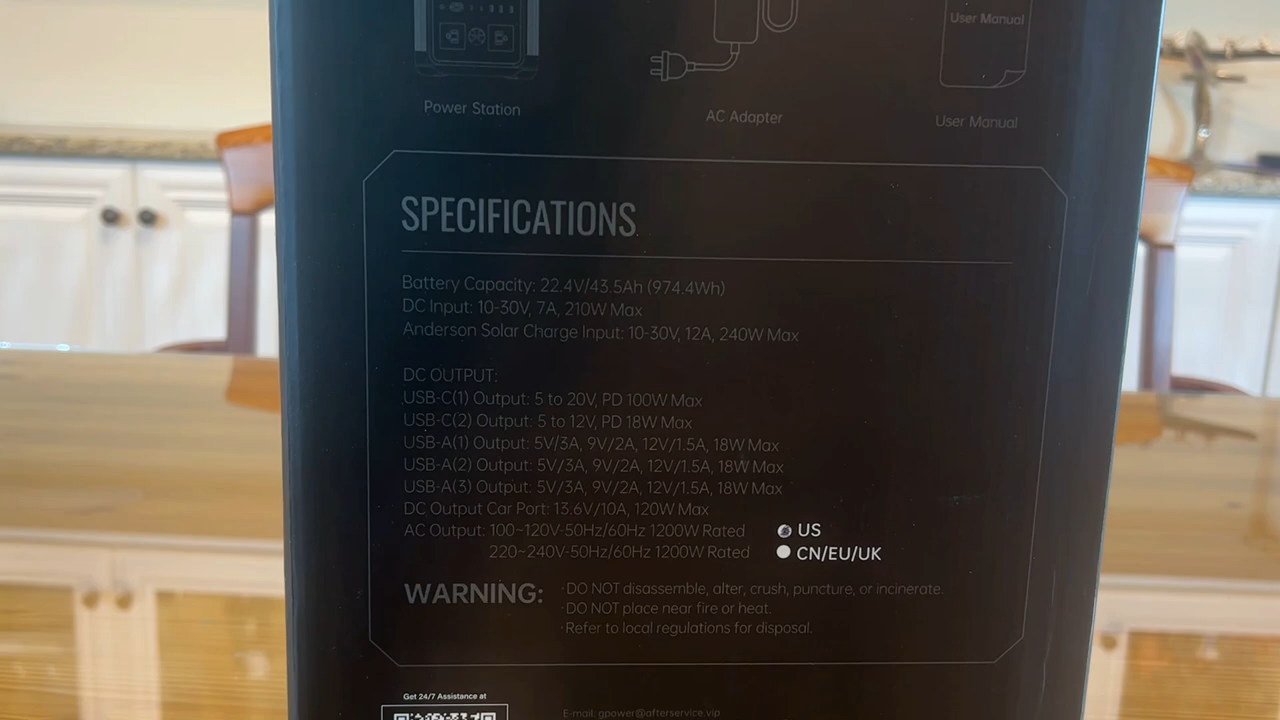 User Manual
Power Station
AC Adapter
User Manual
SPECIFICATIONS
Battery Capacity: 22.4V/43.5Ah (974.4Wh)
DC Input: 10-30V, 7A, 210W Max
Anderson Solar Charge Input: 10-30V, 12A, 240W Max
DC OUTPUT:
USB-C(1) Output: 5 to 20V, PD 100W Max
USB-C(2) Output: 5 to 12V, PD 18W Max
USB-A(1) Output: 5V/3A, 9V/2A, 12V/1.5A, 18W Max
USB-A(2) Output: 5V/3A, 9V/2A, 12V/1.5A, 18W Max
USB-A(3) Output: 5V/3A, 9V/2A, 12V/1.5A, 18W Max
DC Output Car Port: 13.6V/10A, 120W Max
AC Output: 100~120V-50Hz/60Hz 1200W Rated US
220~240V-50Hz/60Hz 1200W Rated CN/EU/UK
WARNING: ·DO NOT disassemble, alter, crush, puncture, or incinerate.
·DO NOT place near fire or heat.
·Refer to local regulations for disposal.
Get 24/7 Assistance at
E-mail: gpower@afterservice.vip